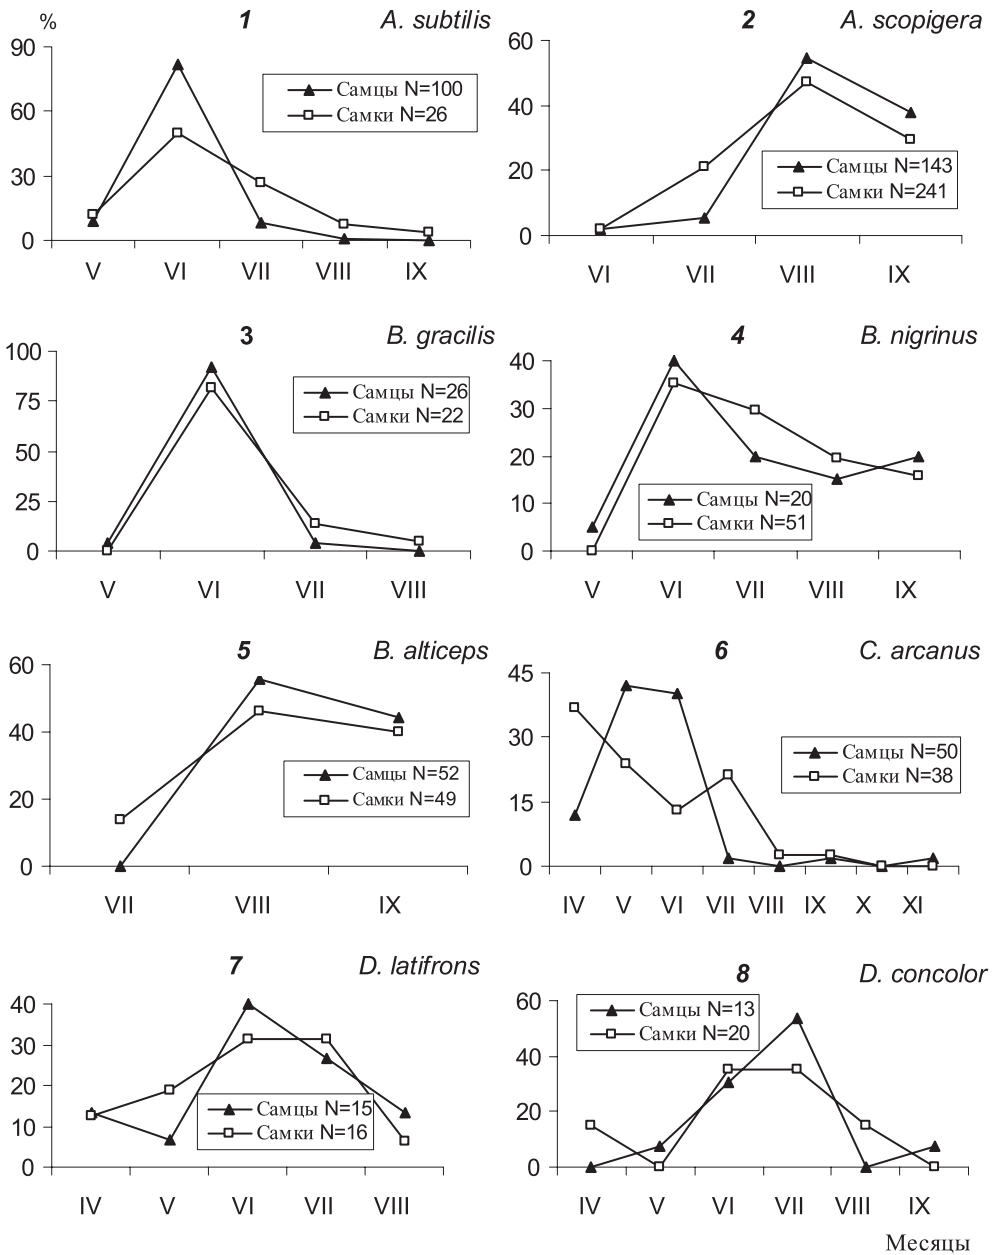 % 1 A. subtilis
90
60
30
0
Самцы N=100
Самки N=26
V VI VII VIII IX
2 A. scopigera
60
40
20
0
Самцы N=143
Самки N=241
VI VII VIII IX
3 B. gracilis
100
75
50
25
0
Самцы N=26
Самки N=22
V VI VII VIII
4 B. nigrinus
40
30
20
10
0
Самцы N=20
Самки N=51
V VI VII VIII IX
5 B. alticeps
60
40
20
0
Самцы N=52
Самки N=49
VII VIII IX
6 C. arcanus
45
30
15
0
Самцы N=50
Самки N=38
IV V VI VII VIII IX X XI
7 D. latifrons
40
30
20
10
0
Самцы N=15
Самки N=16
IV V VI VII VIII
8 D. concolor
60
40
20
0
Самцы N=13
Самки N=20
IV V VI VII VIII IX
Месяцы